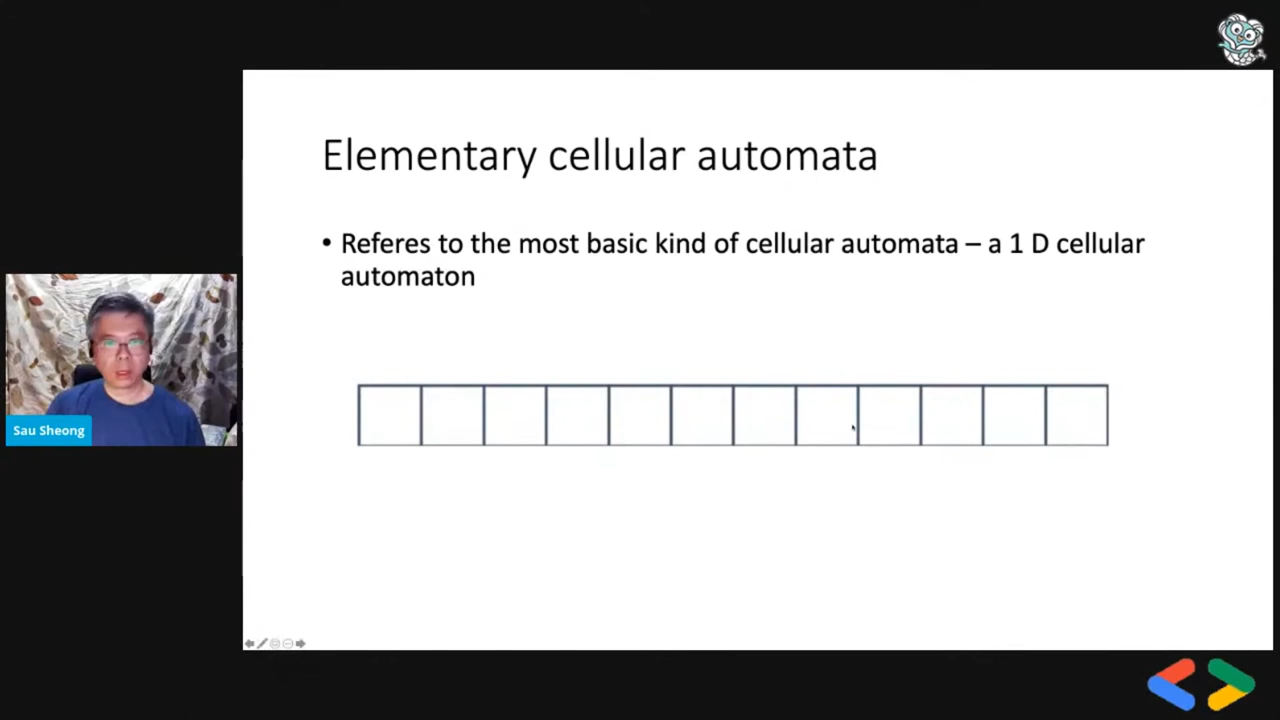 Elementary cellular automata
• Referes to the most basic kind of cellular automata – a 1 D cellular
automaton
Sau Sheong